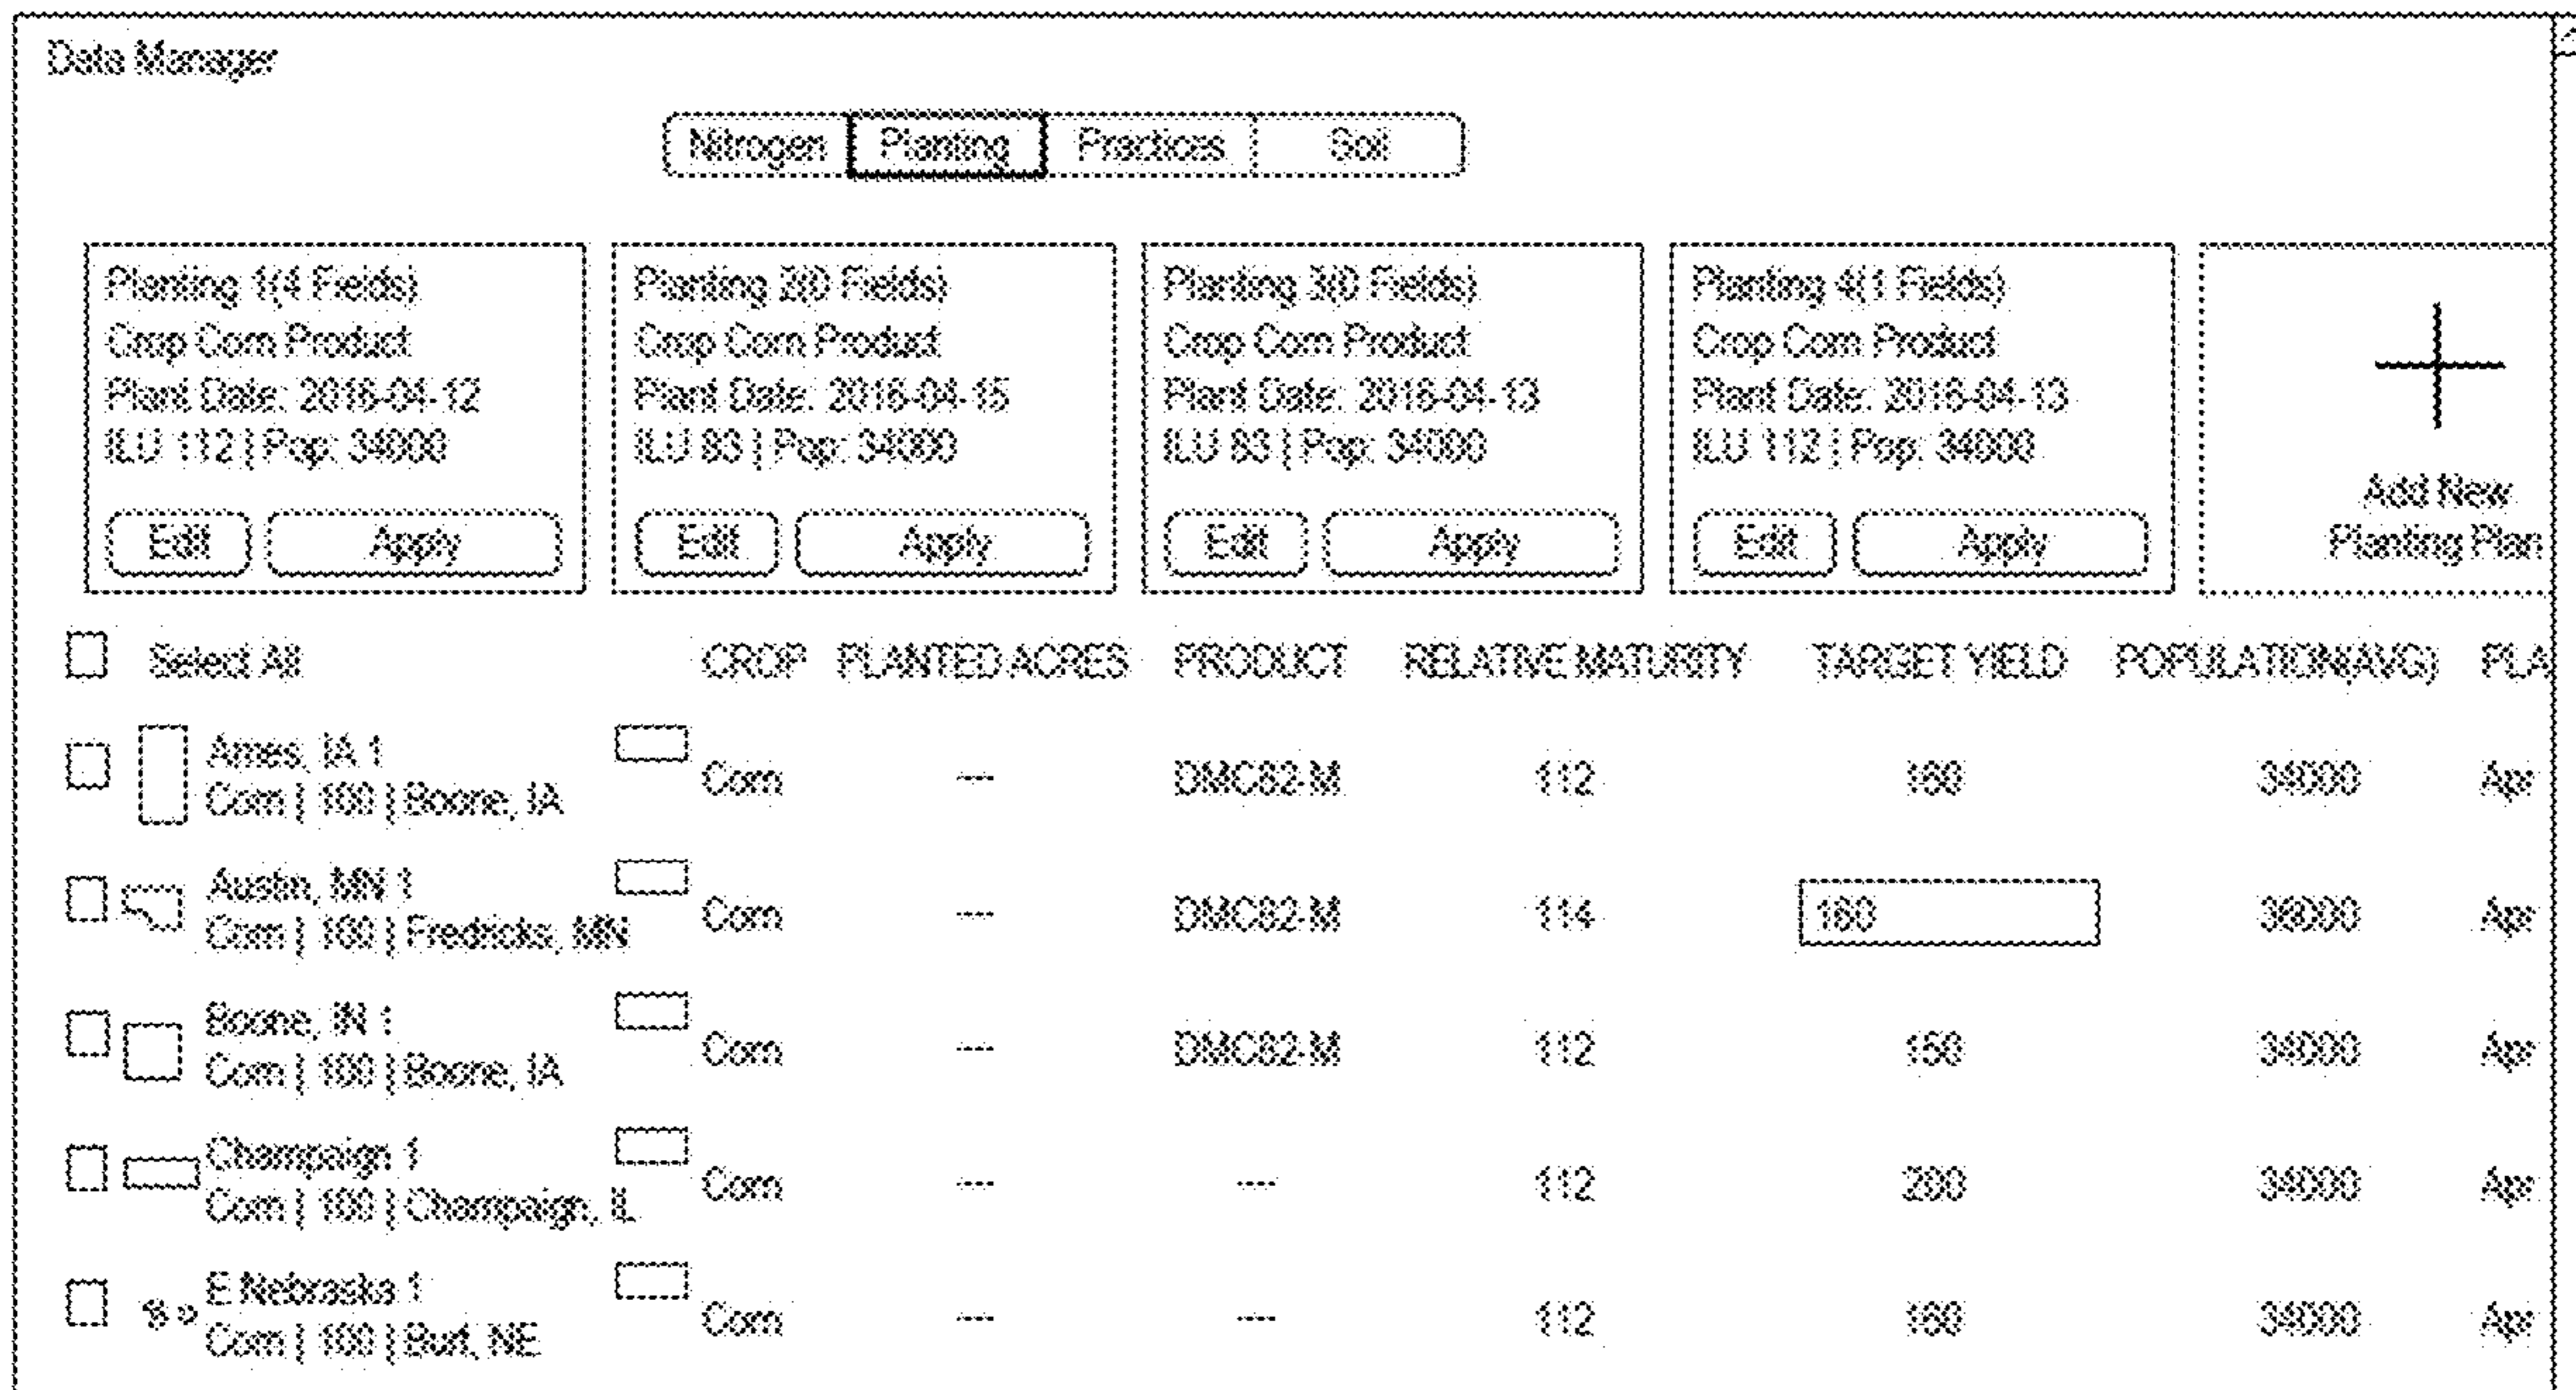 Data Manager
Nitrogen Planting Practices Soil
Planting 1(4 Fields) Planting 2(0 Fields) Planting 3(0 Fields) Planting 4(1 Fields)
Crop Corn Product Crop Corn Product Crop Corn Product Crop Corn Product
Plant Date: 2016-04-12 Plant Date: 2016-04-15 Plant Date: 2016-04-13 Plant Date: 2016-04-13
ILU 112 | Pop: 34000 ILU 83 | Pop: 34000 ILU 83 | Pop: 34000 ILU 112 | Pop: 34000
Add New
Edit Apply Edit Apply Edit Apply Edit Apply Planting Plan
Select All CROP PLANTED ACRES PRODUCT RELATIVE MATURITY TARGET YIELD POPULATION(AVG) PLA
Ames, IA 1
Corn --- DMC82-M 112 160 34000 Apr
Corn | 100 | Boone, IA
Austin, MN 1
Corn --- DMC82-M 114 160 36000 Apr
Corn | 100 | Fredricks, MN
Boone, IN 1
Corn --- DMC82-M 112 150 34000 Apr
Corn | 100 | Boone, IA
Champaign 1
Corn --- --- 112 200 34000 Apr
Corn | 100 | Champaign, IL
E Nebraska 1
Corn --- --- 112 160 34000 Apr
Corn | 100 | Burt, NE